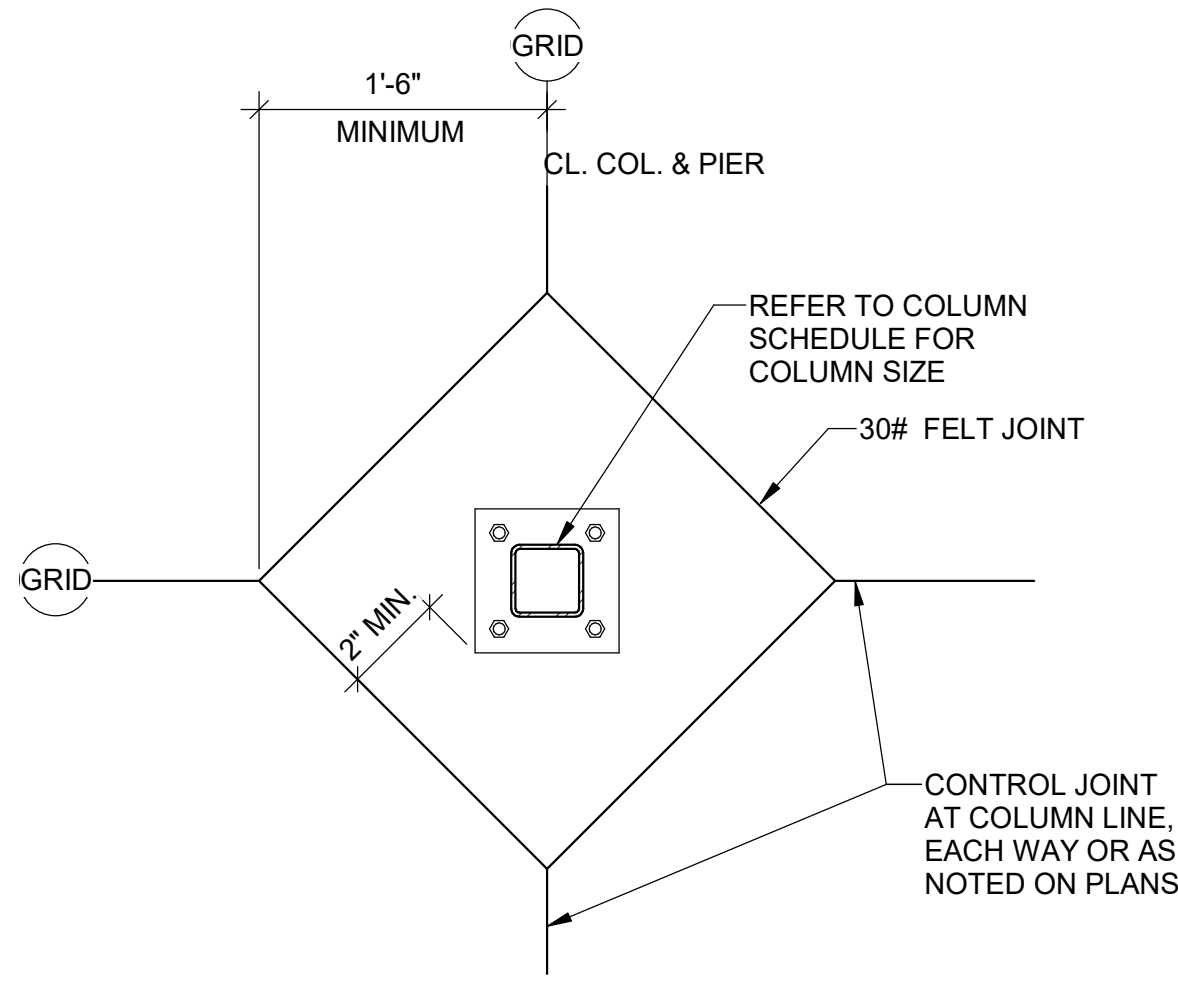 GRID
1'-6"
MINIMUM
CL. COL. & PIER
REFER TO COLUMN
SCHEDULE FOR
COLUMN SIZE
30# FELT JOINT
GRID
2" MIN.
CONTROL JOINT
AT COLUMN LINE,
EACH WAY OR AS
NOTED ON PLANS